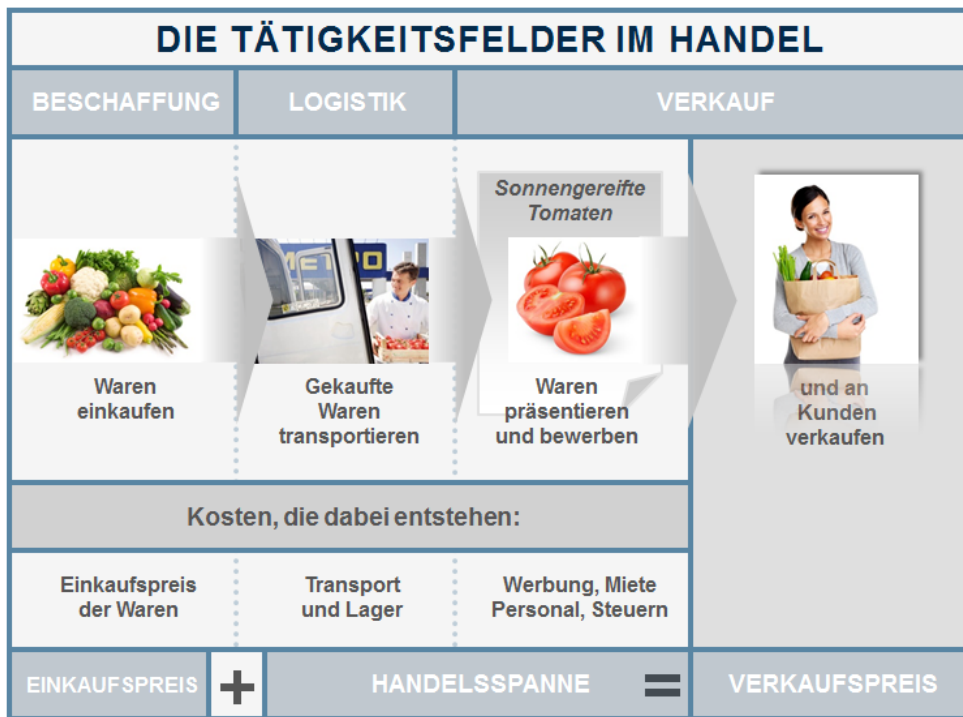 DIE TÄTIGKEITSFELDER IM HANDEL
BESCHAFFUNG
LOGISTIK
VERKAUF
Sonnengereifte
Tomaten
METRO
Waren
einkaufen
Gekaufte
Waren
transportieren
Waren
präsentieren
und bewerben
und an
Kunden
verkaufen
Kosten, die dabei entstehen:
Einkaufspreis
der Waren
Transport
und Lager
Werbung, Miete
Personal, Steuern
EINKAUFSPREIS
+
HANDELSSPANNE
=
VERKAUFSPREIS